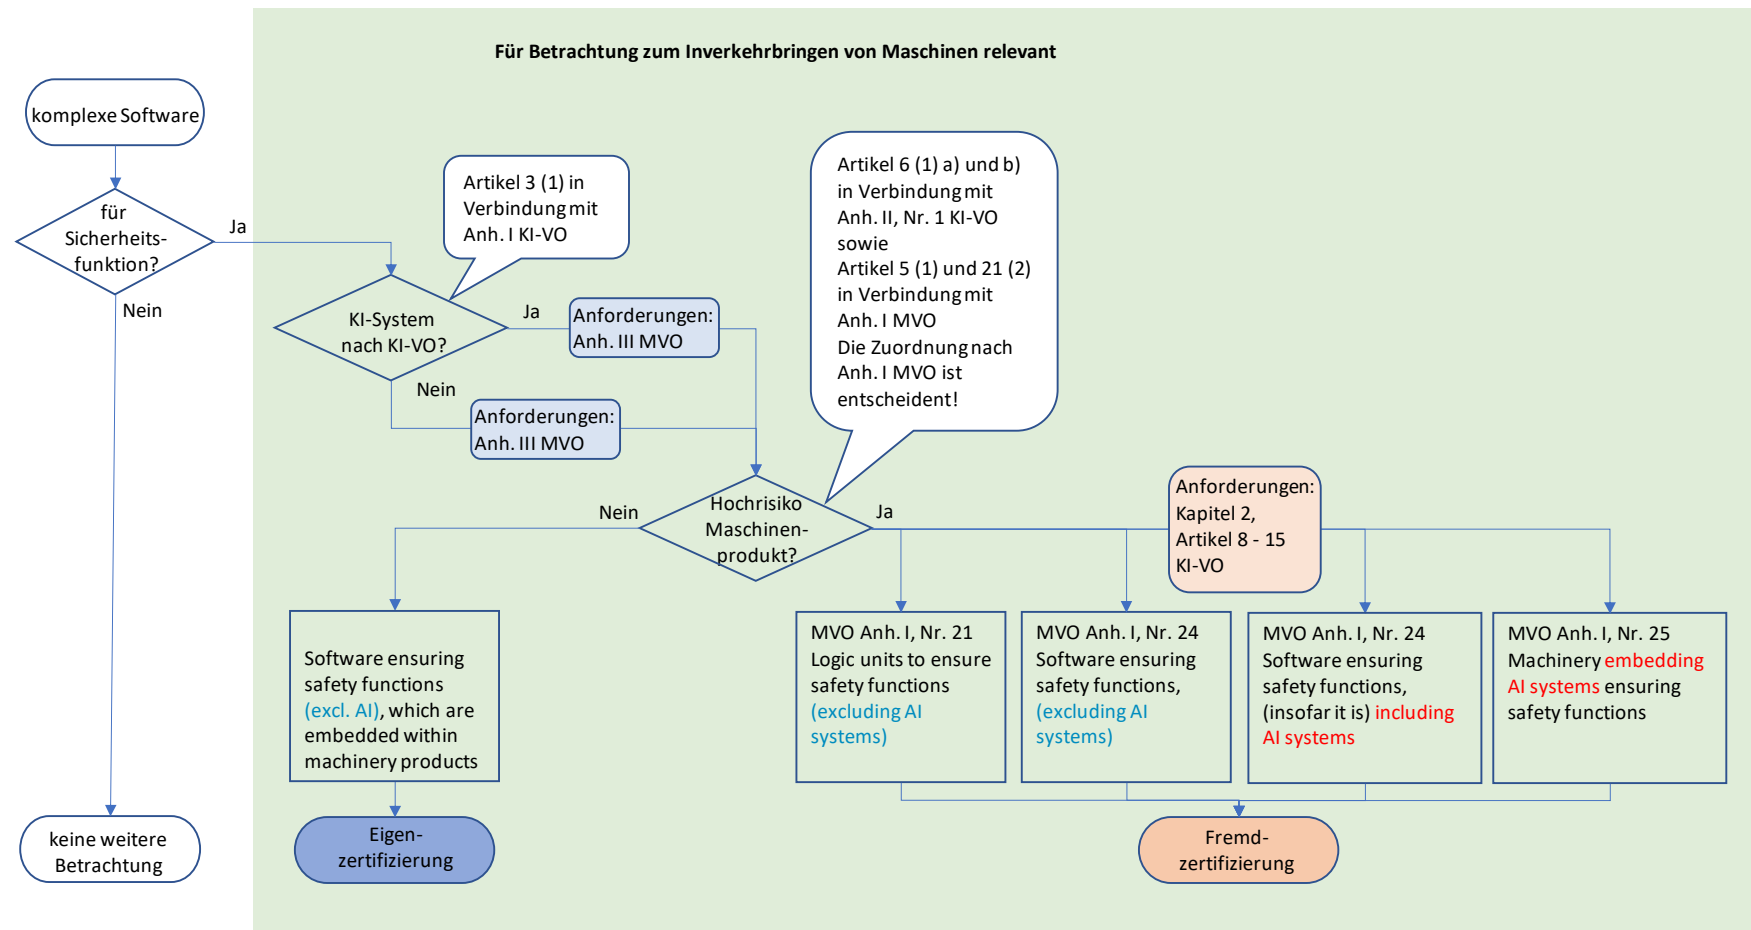 Für Betrachtung zum Inverkehrbringen von Maschinen relevant
komplexe Software
für
Sicherheits-
funktion?
Ja
Nein
Artikel 3 (1) in
Verbindung mit
Anh. I KI-VO
KI-System
nach KI-VO?
Ja
Nein
Anforderungen:
Anh. III MVO
Anforderungen:
Anh. III MVO
Artikel 6 (1) a) und b)
in Verbindung mit
Anh. II, Nr. 1 KI-VO
sowie
Artikel 5 (1) und 21 (2)
in Verbindung mit
Anh. I MVO
Die Zuordnung nach
Anh. I MVO ist
entscheident!
Hochrisiko
Maschinen-
produkt?
Nein
Ja
Anforderungen:
Kapitel 2,
Artikel 8 - 15
KI-VO
Software ensuring
safety functions
(excl. AI), which are
embedded within
machinery products
MVO Anh. I, Nr. 21
Logic units to ensure
safety functions
(excluding AI
systems)
MVO Anh. I, Nr. 24
Software ensuring
safety functions,
(excluding AI
systems)
MVO Anh. I, Nr. 24
Software ensuring
safety functions,
(insofar it is) including
AI systems
MVO Anh. I, Nr. 25
Machinery embedding
AI systems ensuring
safety functions
keine weitere
Betrachtung
Eigen-
zertifizierung
Fremd-
zertifizierung